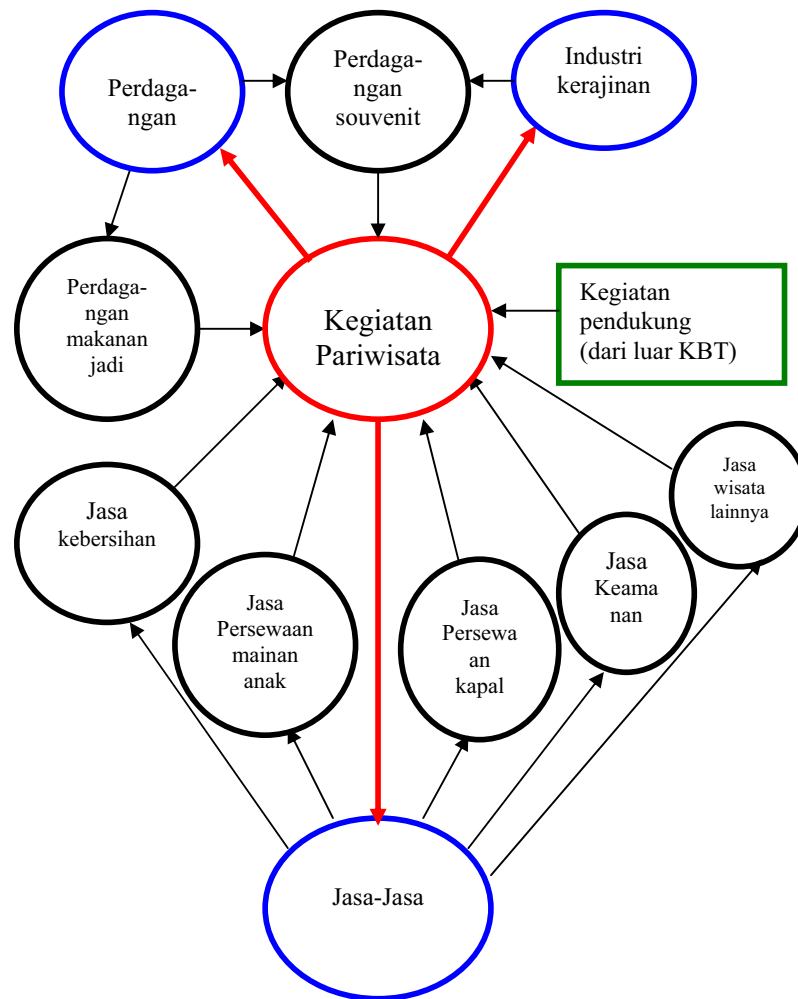 Perdaga-
ngan
Perdaga-
ngan
souvenit
Industri
kerajinan
Perdaga-
ngan
makanan
jadi
Kegiatan
Pariwisata
Kegiatan
pendukung
(dari luar KBT)
Jasa
kebersihan
Jasa
Persewaan
mainan
anak
Jasa
Persewa
an
kapal
Jasa
Keama
nan
Jasa
wisata
lainnya
Jasa-Jasa